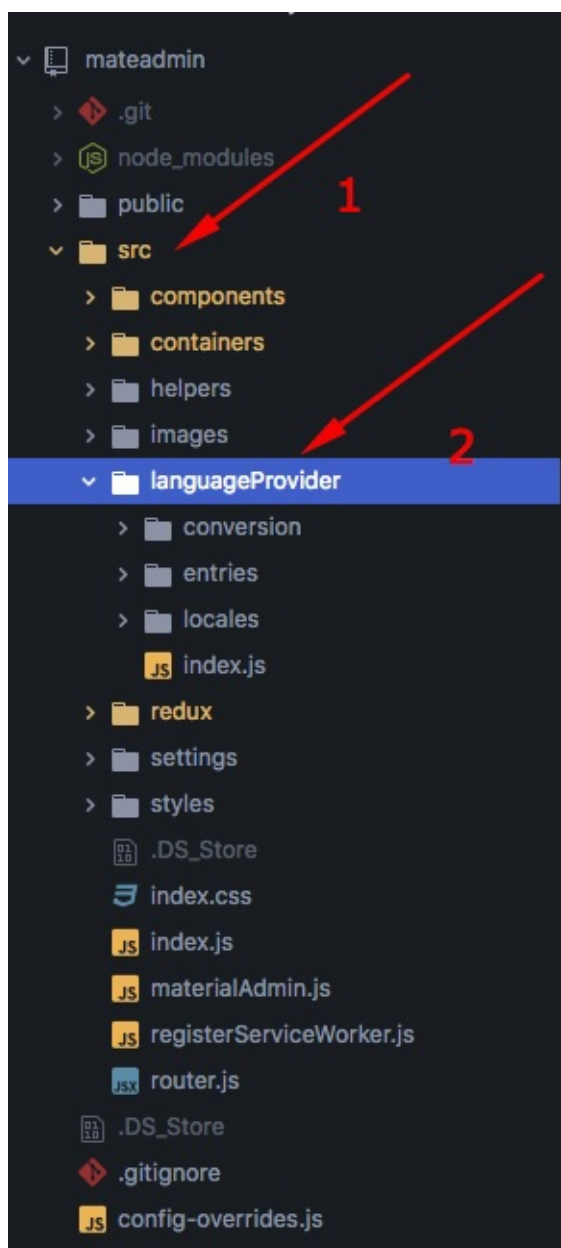 mateadmin
.git
node_modules
public
1
src
components
containers
helpers
images
2
languageProvider
conversion
entries
locales
index.js
redux
settings
styles
.DS_Store
index.css
index.js
materialAdmin.js
registerServiceWorker.js
router.js
.DS_Store
.gitignore
config-overrides.js